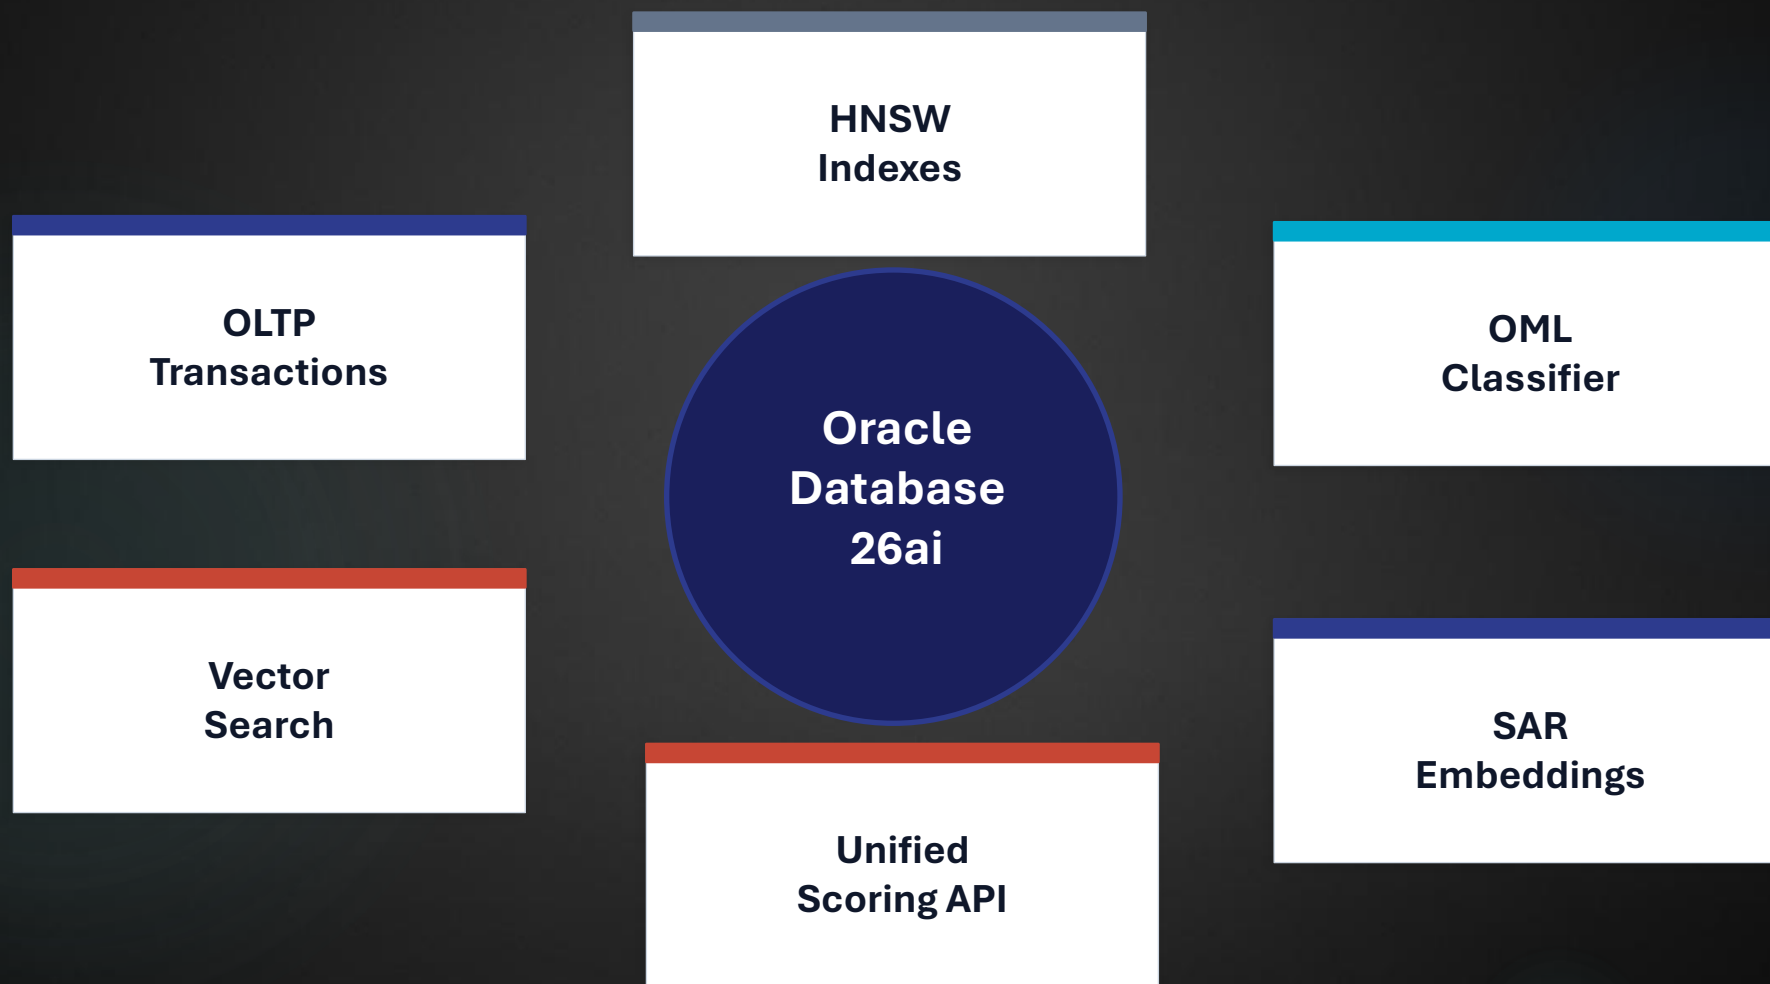 HNSW
Indexes
OLTP
Transactions
OML
Classifier
Oracle
Database
26ai
Vector
Search
SAR
Embeddings
Unified
Scoring API